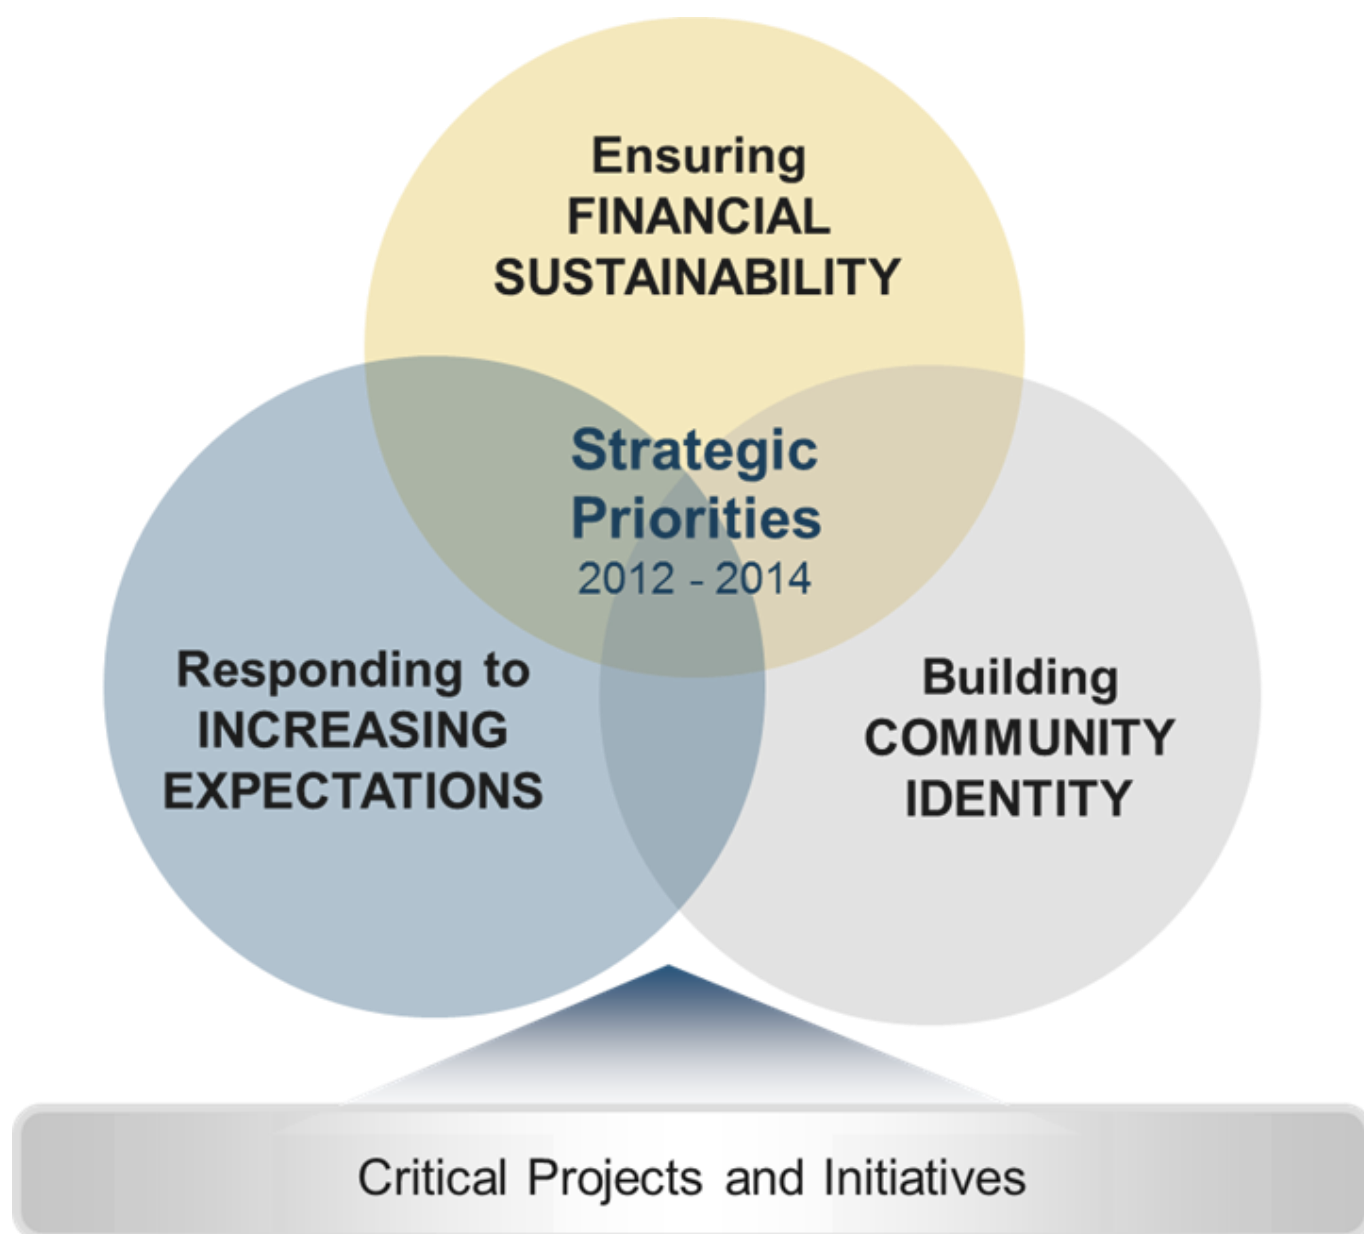 Ensuring
FINANCIAL
SUSTAINABILITY
Strategic
Priorities
2012 - 2014
Responding to
INCREASING
EXPECTATIONS
Building
COMMUNITY
IDENTITY
Critical Projects and Initiatives